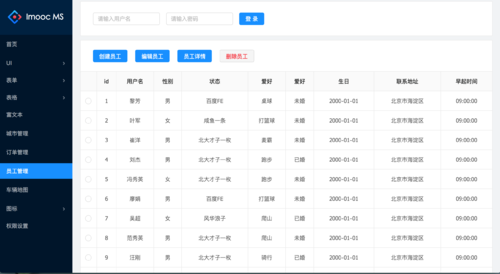 Imooc MS
首页
UI
表单
表格
富文本
城市管理
订单管理
员工管理
车辆地图
图标
权限设置
请输入用户名 请输入密码 登录
创建员工 编辑员工 员工详情 删除员工
id 用户名 性别 状态 爱好 爱好 生日 联系地址 早起时间
1 黎芳 男 百度FE 桌球 未婚 2000-01-01 北京市海淀区 09:00:00
2 叶军 女 咸鱼一条 打篮球 未婚 2000-01-01 北京市海淀区 09:00:00
3 崔洋 男 北大才子一枚 麦霸 未婚 2000-01-01 北京市海淀区 09:00:00
4 刘杰 男 北大才子一枚 跑步 已婚 2000-01-01 北京市海淀区 09:00:00
5 冯秀英 女 北大才子一枚 跑步 未婚 2000-01-01 北京市海淀区 09:00:00
6 廖娟 男 百度FE 打篮球 未婚 2000-01-01 北京市海淀区 09:00:00
7 吴超 女 风华浪子 爬山 已婚 2000-01-01 北京市海淀区 09:00:00
8 范秀英 男 北大才子一枚 爬山 未婚 2000-01-01 北京市海淀区 09:00:00
9 汪刚 男 北大才子一枚 骑行 已婚 2000-01-01 北京市海淀区 09:00:00